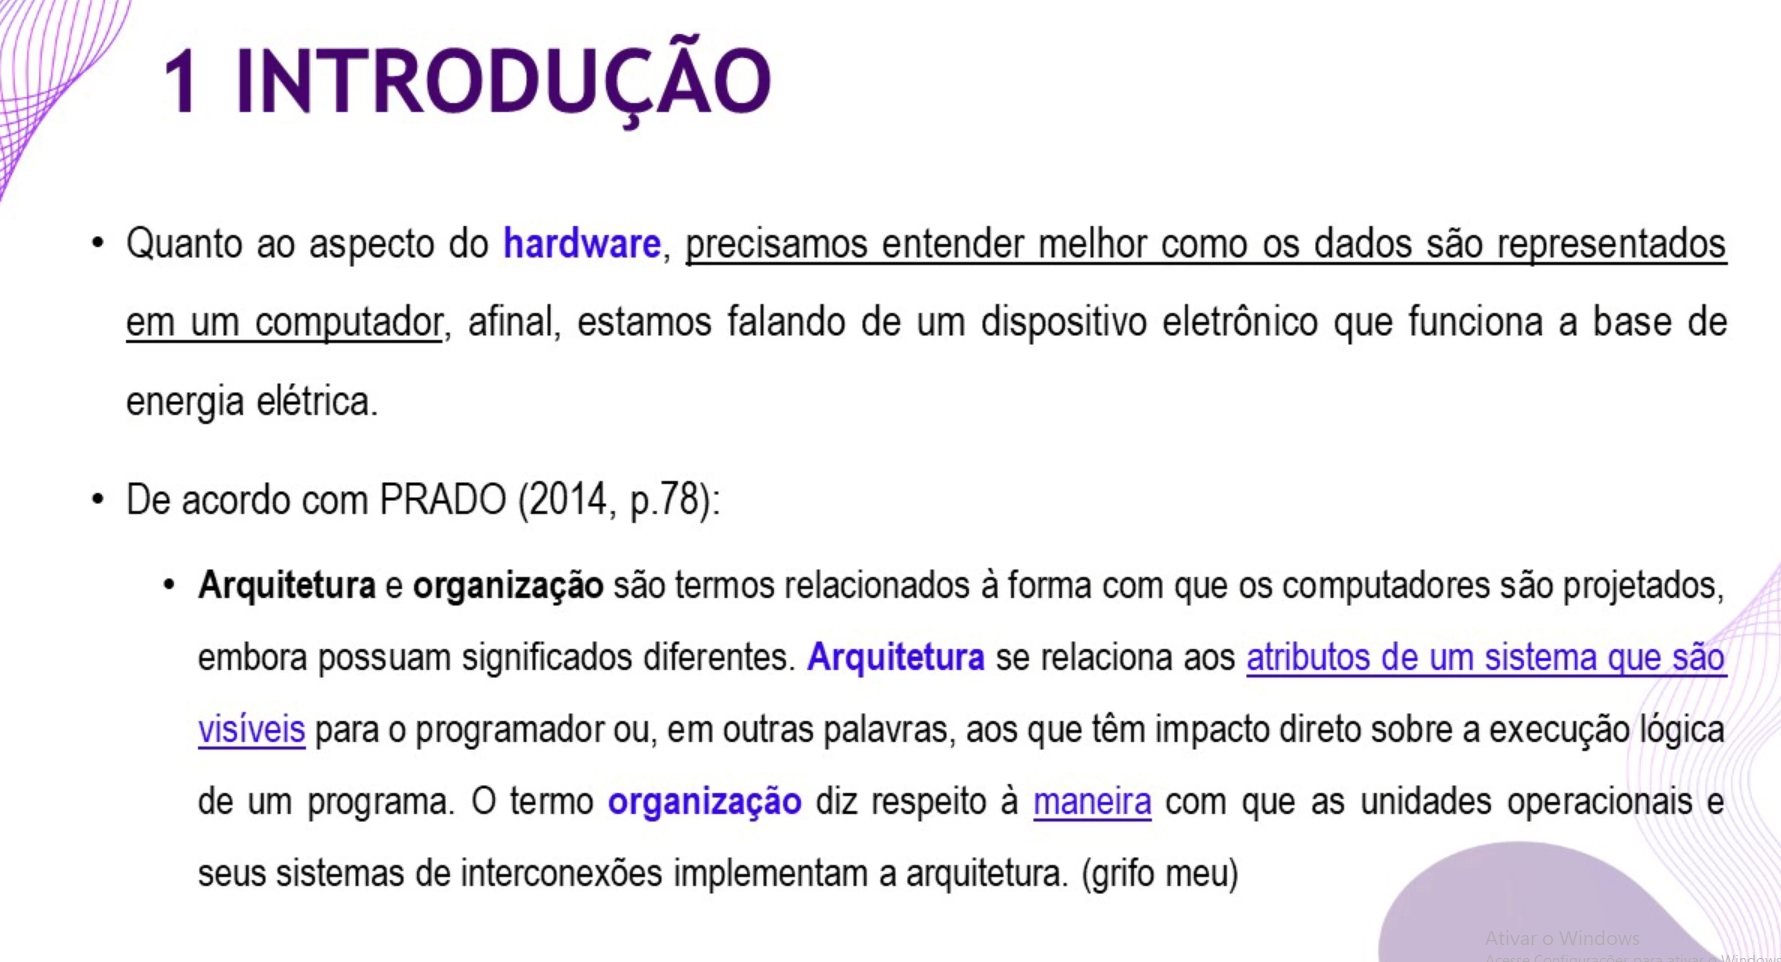 1 INTRODUÇÃO
• Quanto ao aspecto do hardware, precisamos entender melhor como os dados são representados
em um computador, afinal, estamos falando de um dispositivo eletrônico que funciona a base de
energia elétrica.
• De acordo com PRADO (2014, p.78):
• Arquitetura e organização são termos relacionados à forma com que os computadores são projetados,
embora possuam significados diferentes. Arquitetura se relaciona aos atributos de um sistema que são
visíveis para o programador ou, em outras palavras, aos que têm impacto direto sobre a execução lógica
de um programa. O termo organização diz respeito à maneira com que as unidades operacionais e
seus sistemas de interconexões implementam a arquitetura. (grifo meu)
Ativar o Windows
Acesse Configurações para ativar o Windows